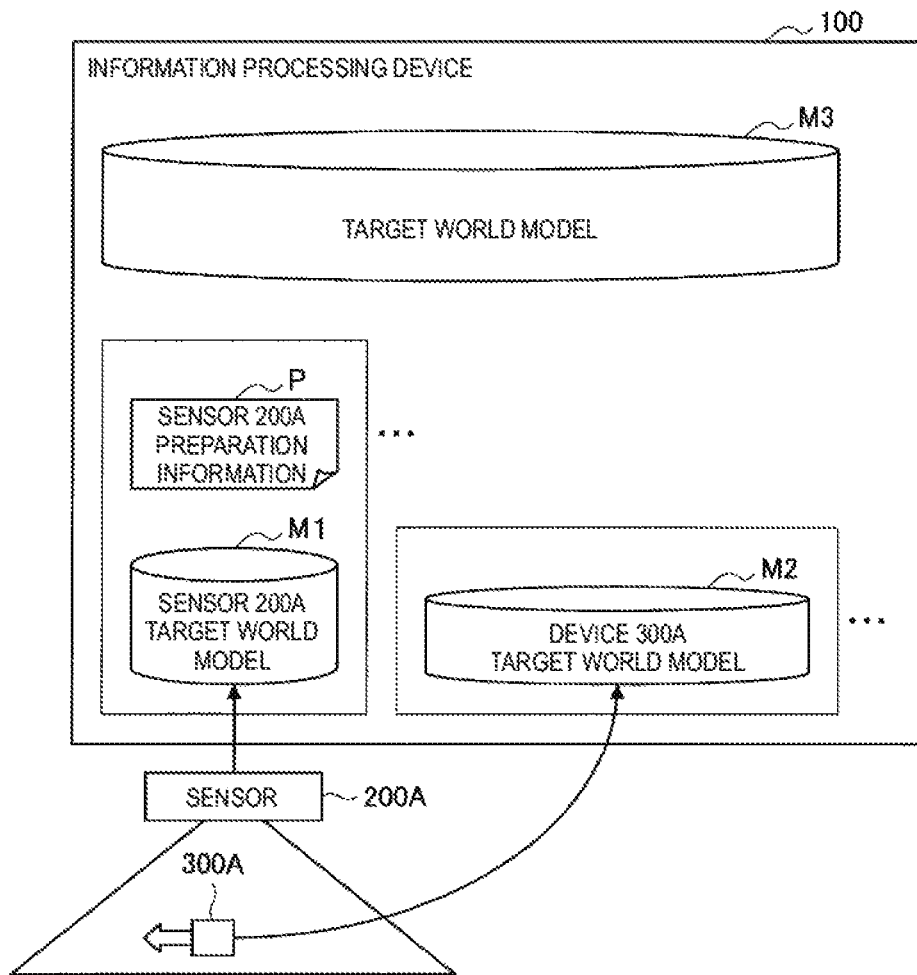 100
INFORMATION PROCESSING DEVICE
M3
TARGET WORLD MODEL
P
SENSOR 200A
PREPARATION
INFORMATION
...
M1
SENSOR 200A
TARGET WORLD
MODEL
M2
DEVICE 300A
TARGET WORLD MODEL
...
SENSOR
200A
300A